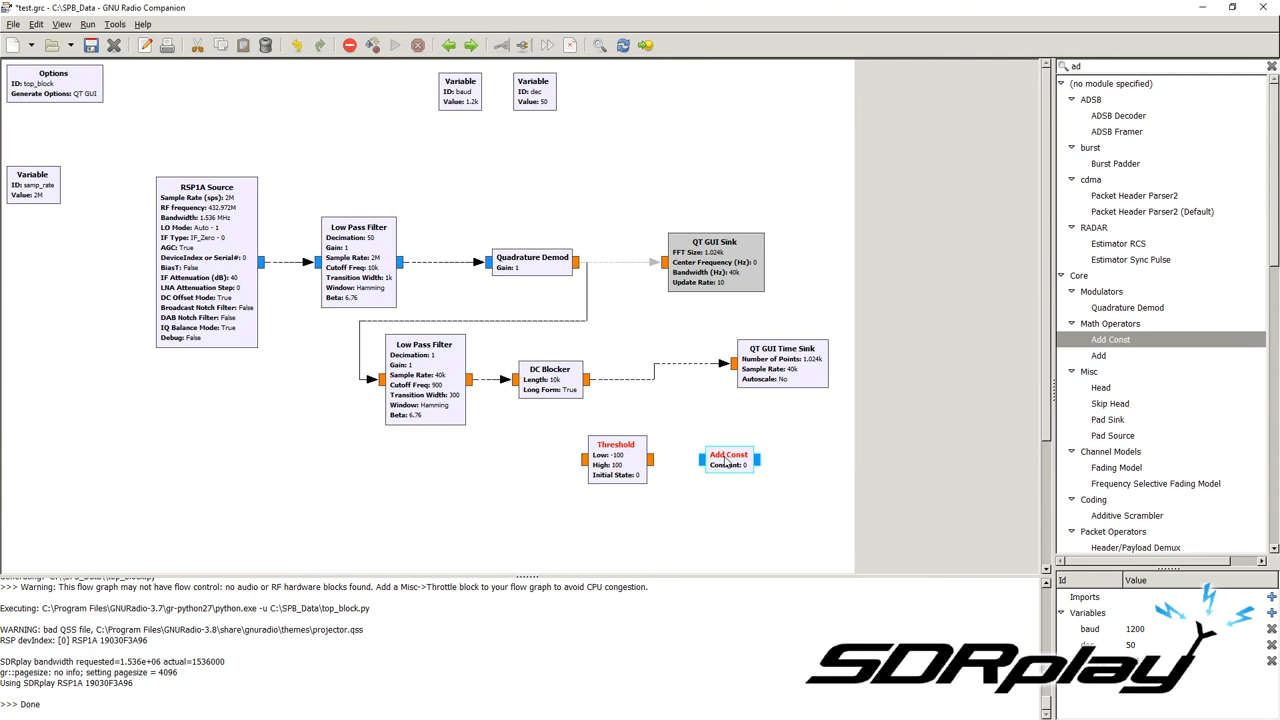 *test.grc - C:\SPB_Data - GNU Radio Companion
File Edit View Run Tools Help
Options
ID: top_block
Generate Options: QT GUI
Variable
ID: baud
Value: 1.2k
Variable
ID: dec
Value: 50
Variable
ID: samp_rate
Value: 2M
RSP1A Source
Sample Rate (sps): 2M
RF frequency: 432.972M
Bandwidth: 1.536 MHz
LO Mode: Auto - 1
IF Type: IF_Zero - 0
AGC: True
DeviceIndex or Serial#: 0
BiasT: False
IF Attenuation (dB): 40
LNA Attenuation Step: 0
DC Offset Mode: True
Broadcast Notch Filter: False
DAB Notch Filter: False
IQ Balance Mode: True
Debug: False
Low Pass Filter
Decimation: 50
Gain: 1
Sample Rate: 2M
Cutoff Freq: 10k
Transition Width: 1k
Window: Hamming
Beta: 6.76
Quadrature Demod
Gain: 1
QT GUI Sink
FFT Size: 1.024k
Center Frequency (Hz): 0
Bandwidth (Hz): 40k
Update Rate: 10
Low Pass Filter
Decimation: 1
Gain: 1
Sample Rate: 40k
Cutoff Freq: 900
Transition Width: 300
Window: Hamming
Beta: 6.76
DC Blocker
Length: 10k
Long Form: True
QT GUI Time Sink
Number of Points: 1.024k
Sample Rate: 40k
Autoscale: No
Threshold
Low: -100
High: 100
Initial State: 0
Add Const
Constant: 0
ad
(no module specified)
ADSB
ADSB Decoder
ADSB Framer
burst
Burst Padder
cdma
Packet Header Parser2
Packet Header Parser2 (Default)
RADAR
Estimator RCS
Estimator Sync Pulse
Core
Modulators
Quadrature Demod
Math Operators
Add Const
Add
Misc
Head
Skip Head
Pad Sink
Pad Source
Channel Models
Fading Model
Frequency Selective Fading Model
Coding
Additive Scrambler
Packet Operators
Header/Payload Demux
>>> Warning: This flow graph may not have flow control: no audio or RF hardware blocks found. Add a Misc->Throttle block to your flow graph to avoid CPU congestion.
Executing: C:\Program Files\GNURadio-3.7\gr-python27\python.exe -u C:\SPB_Data\top_block.py
WARNING: bad QSS file, C:\Program Files\GNURadio-3.8\share\gnuradio\themes\projector.qss
RSP devIndex: [0] RSP1A 19030F3A96
SDRplay bandwidth requested=1.536e+06 actual=1536000
gr::pagesize: no info; setting pagesize = 4096
Using SDRplay RSP1A 19030F3A96
>>> Done
Id Value
Imports
Variables
baud 1200
50
SDRplay